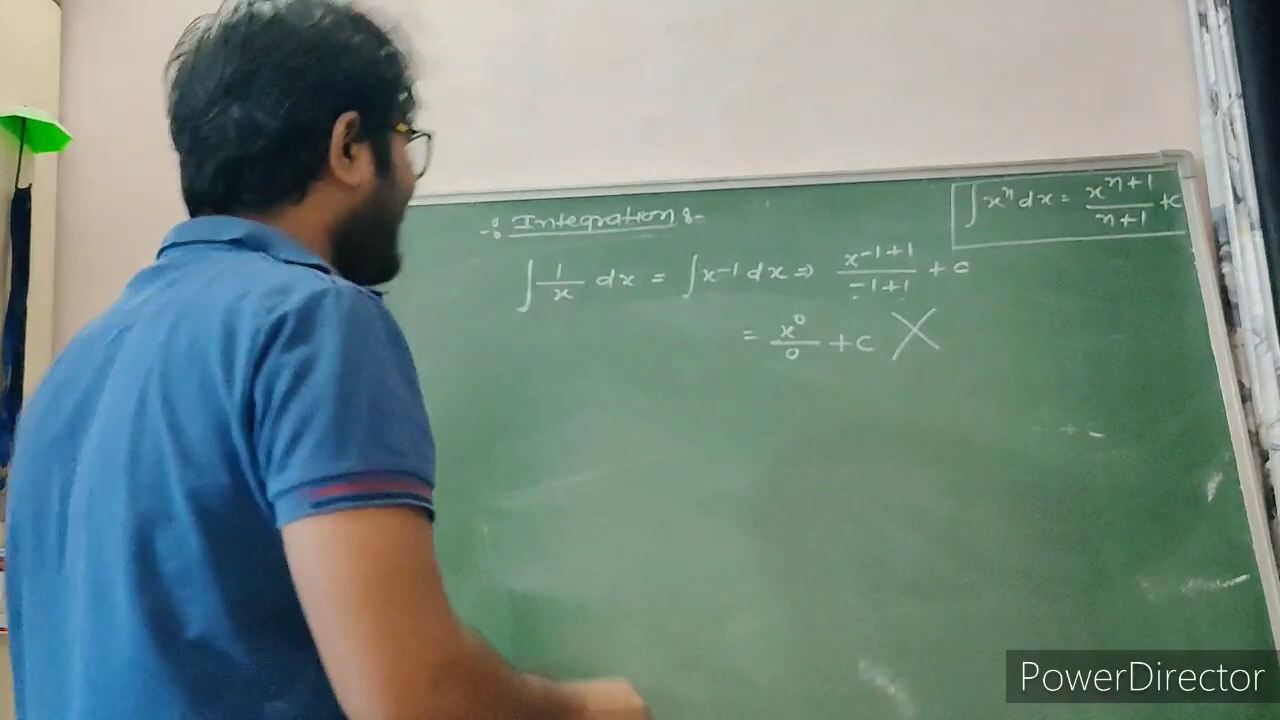 -: Integration :-
∫xⁿ dx = xⁿ⁺¹/n+1 + c
∫ 1/x dx = ∫x-1 dx ⇒ x-1+1/-1+1 + c
= x⁰/0 + c X
PowerDirector